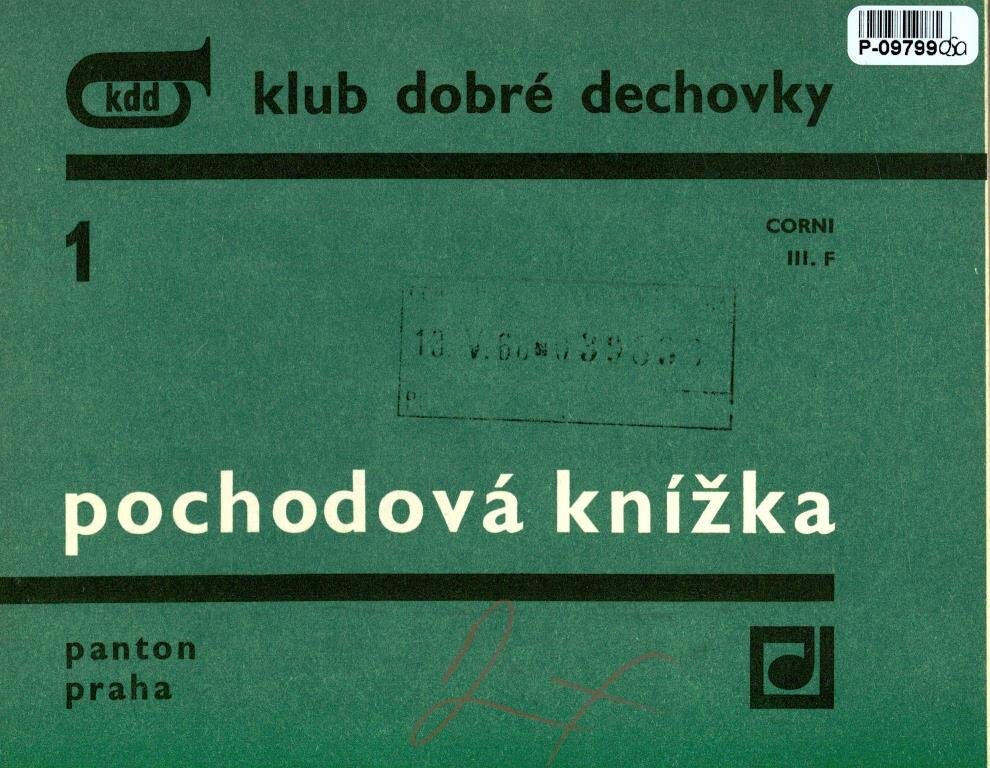 P-09799
kdd
klub dobré dechovky
1
CORNI
III. F
pochodová knížka
panton
praha